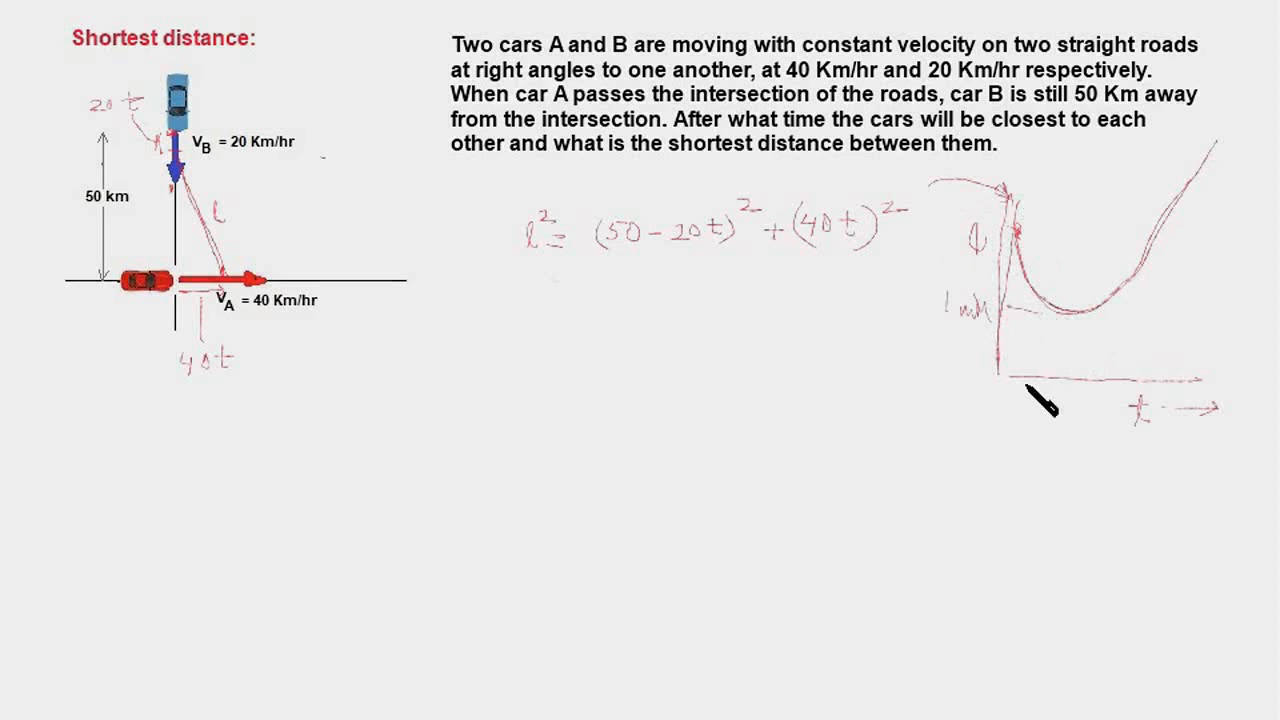 Shortest distance:
Two cars A and B are moving with constant velocity on two straight roads
at right angles to one another, at 40 Km/hr and 20 Km/hr respectively.
When car A passes the intersection of the roads, car B is still 50 Km away
from the intersection. After what time the cars will be closest to each
other and what is the shortest distance between them.
20 t
V_B = 20 Km/hr
50 km
l
V_A = 40 Km/hr
40t
l² = (50 - 20t)² + (40t)²
l
l min
t